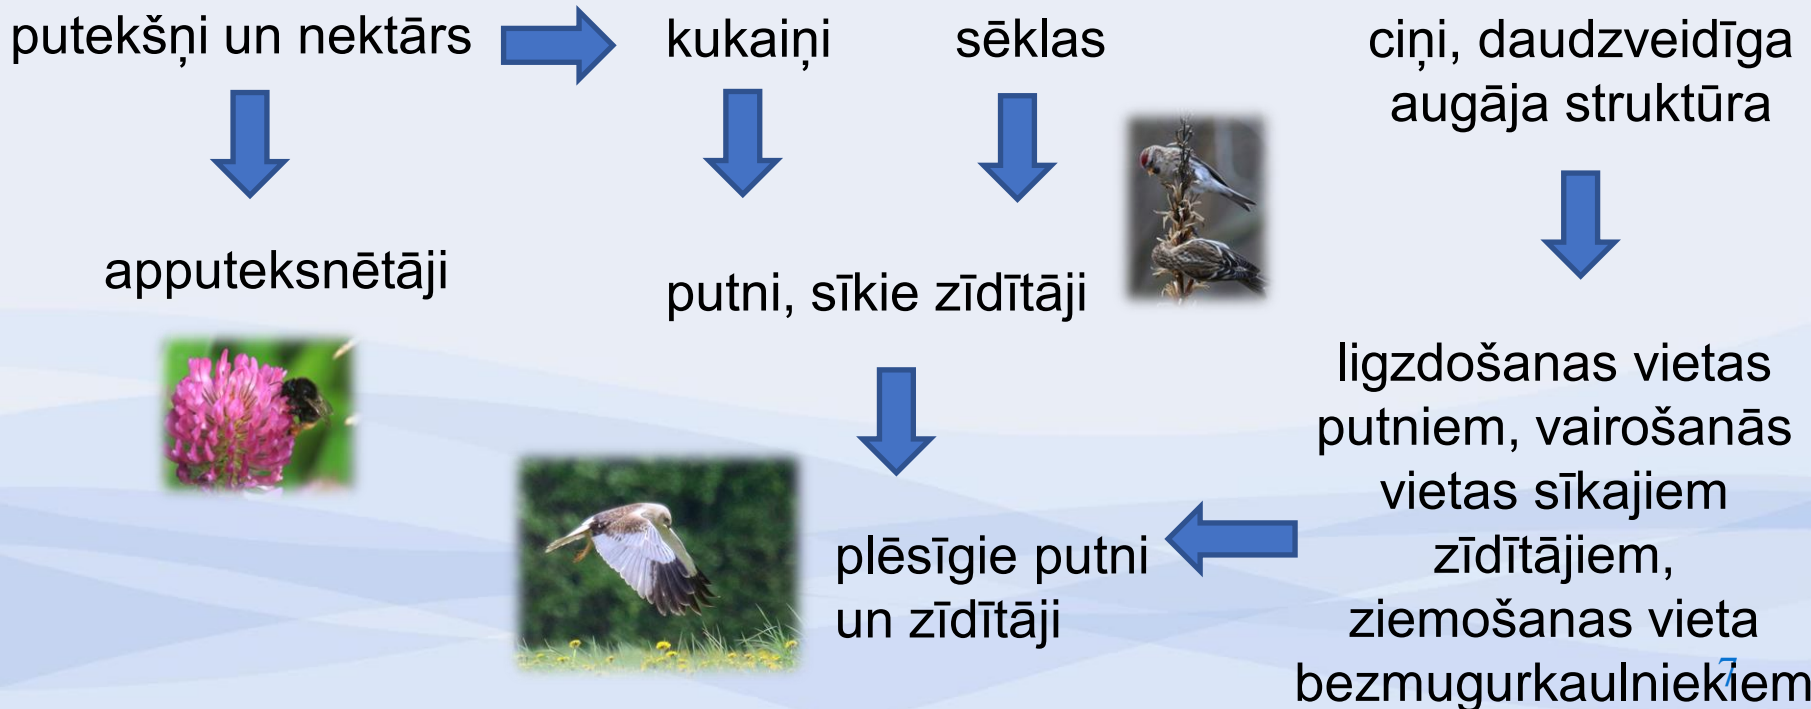 putekšņi un nektārs
kukaiņi
sēklas
ciņi, daudzveidīga
augāja struktūra
apputeksnētāji
putni, sīkie zīdītāji
ligzdošanas vietas
putniem, vairošanās
vietas sīkajiem
zīdītājiem,
ziemošanas vieta
bezmugurkaulniekiem
plēsīgie putni
un zīdītāji
7